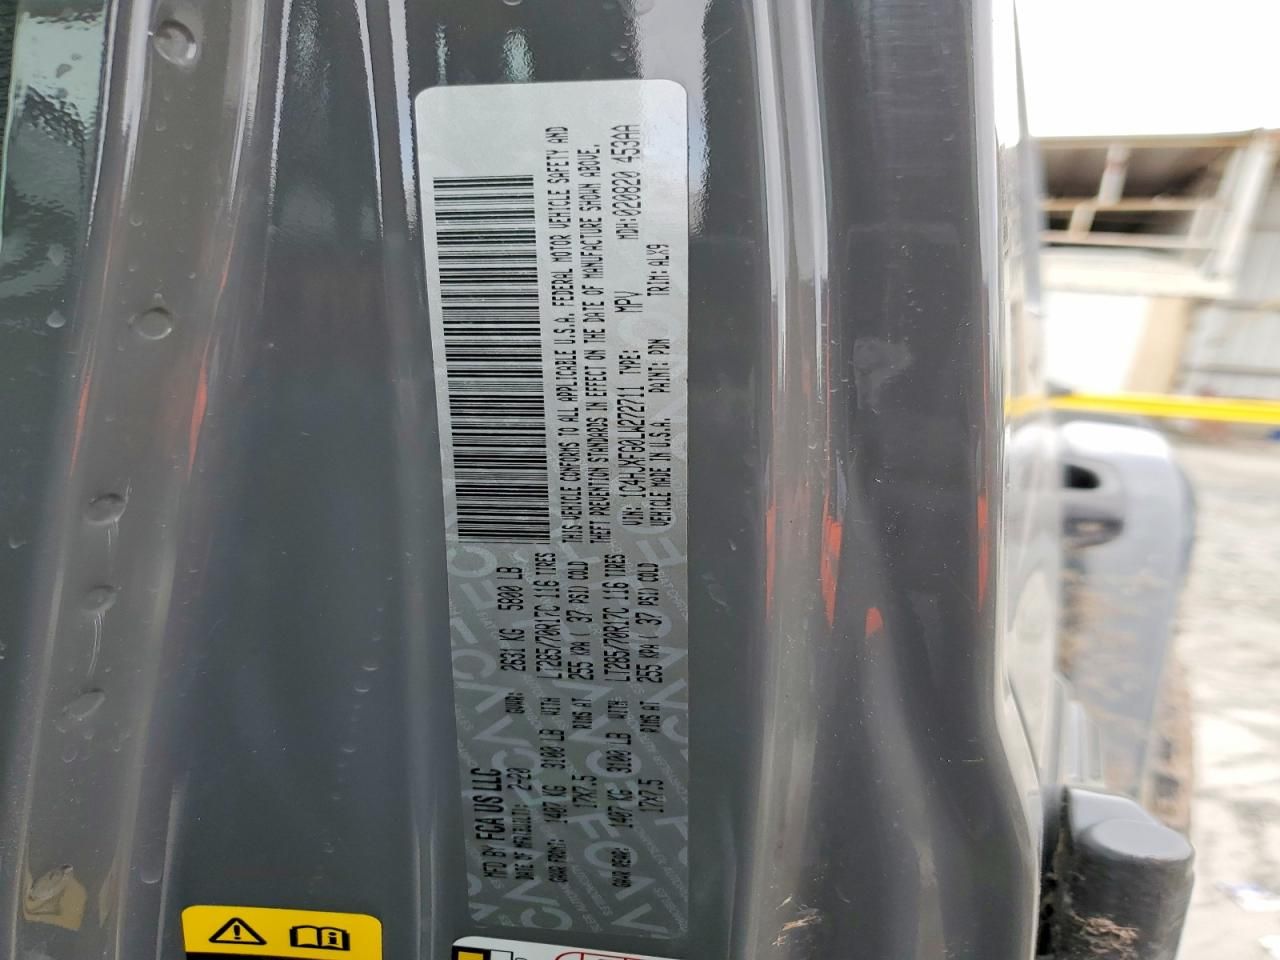 MFD BY FCA US LLC
DATE OF MFR: 2-20 GVWR: 2631 KG 5800 LB
GAWR FRONT: 1407 KG 3100 LB WITH LT285/70R17C 116 TIRES
17X7.5 RIMS AT 255 KPA ( 37 PSI) COLD
GAWR REAR: 1407 KG 3100 LB WITH LT285/70R17C 116 TIRES
17X7.5 RIMS AT 255 KPA ( 37 PSI) COLD
THIS VEHICLE CONFORMS TO ALL APPLICABLE U.S.A. FEDERAL MOTOR VEHICLE SAFETY AND
THEFT PREVENTION STANDARDS IN EFFECT ON THE DATE OF MANUFACTURE SHOWN ABOVE.
VIN: 1C4HJXFG0LW272711 TYPE: MPV MDH:020820 453AA
VEHICLE MADE IN U.S.A. PAINT: PDN TRIM: ALX9